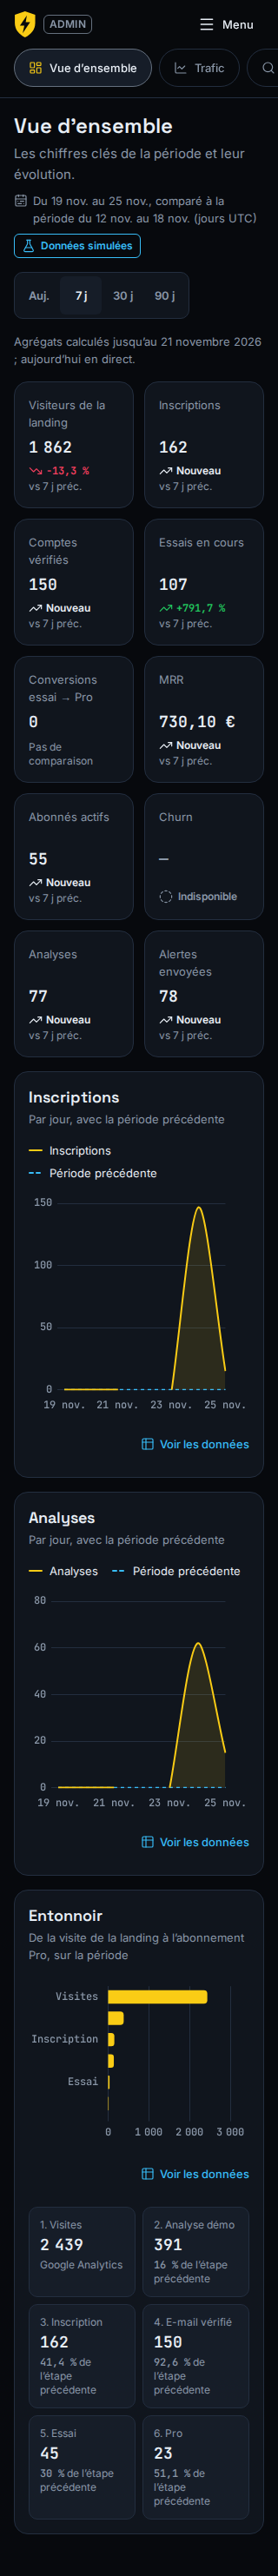 ADMIN
Menu
Vue d'ensemble
Trafic
Vue d'ensemble
Les chiffres clés de la période et leur
évolution.
Du 19 nov. au 25 nov., comparé à la
période du 12 nov. au 18 nov. (jours UTC)
Données simulées
Auj.
7 j
30 j
90 j
Agrégats calculés jusqu'au 21 novembre 2026
; aujourd'hui en direct.
Visiteurs de la
landing
1 862
-13,3 %
vs 7 j préc.
Inscriptions
162
Nouveau
vs 7 j préc.
Comptes
vérifiés
150
Nouveau
vs 7 j préc.
Essais en cours
107
+791,7 %
vs 7 j préc.
Conversions
essai → Pro
0
Pas de
comparaison
MRR
730,10 €
Nouveau
vs 7 j préc.
Abonnés actifs
55
Nouveau
vs 7 j préc.
Churn
—
Indisponible
Analyses
77
Nouveau
vs 7 j préc.
Alertes
envoyées
78
Nouveau
vs 7 j préc.
Inscriptions
Par jour, avec la période précédente
Inscriptions
Période précédente
150
100
50
0
19 nov.
21 nov.
23 nov.
25 nov.
Voir les données
Analyses
Par jour, avec la période précédente
Analyses
Période précédente
80
60
40
20
0
19 nov.
21 nov.
23 nov.
25 nov.
Voir les données
Entonnoir
De la visite de la landing à l'abonnement
Pro, sur la période
Visites
Inscription
Essai
0
1 000
2 000
3 000
Voir les données
1. Visites
2 439
Google Analytics
2. Analyse démo
391
16 % de l'étape
précédente
3. Inscription
162
41,4 % de
l'étape
précédente
4. E-mail vérifié
150
92,6 % de
l'étape
précédente
5. Essai
45
30 % de l'étape
précédente
6. Pro
23
51,1 % de
l'étape
précédente